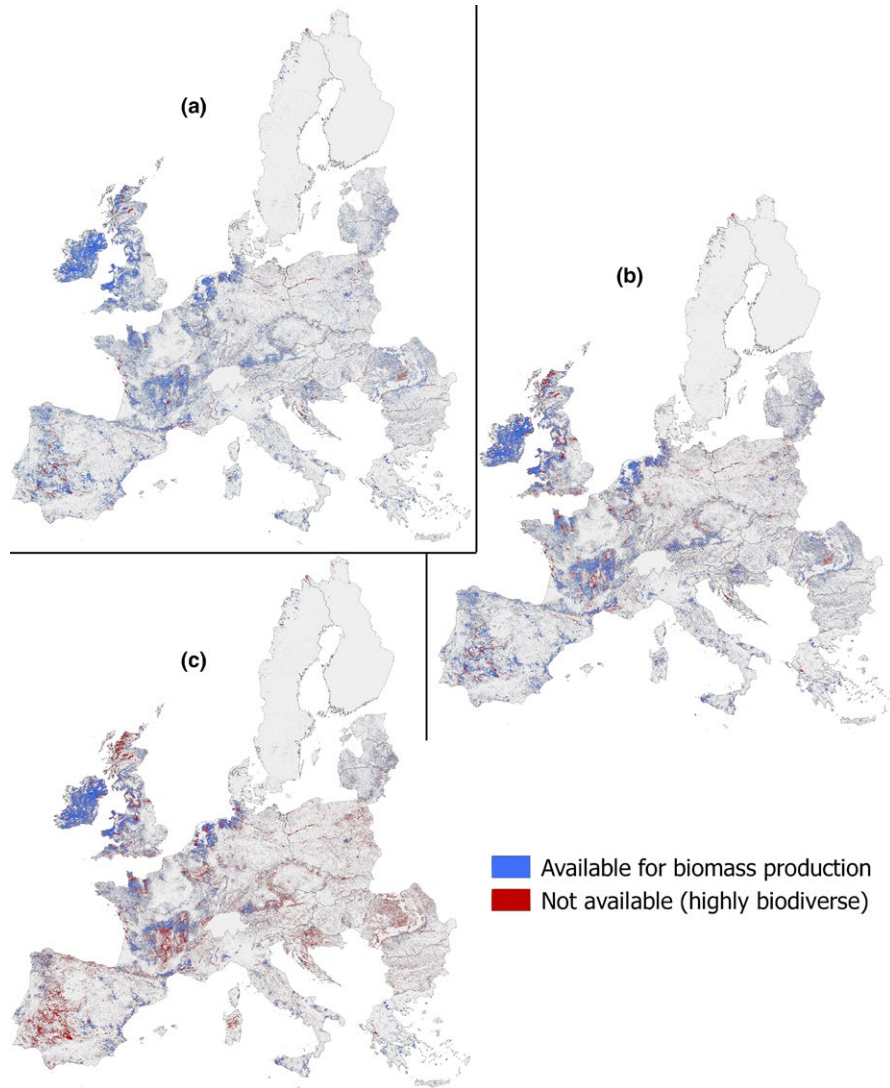 (a)
(b)
(c)
Available for biomass production
Not available (highly biodiverse)